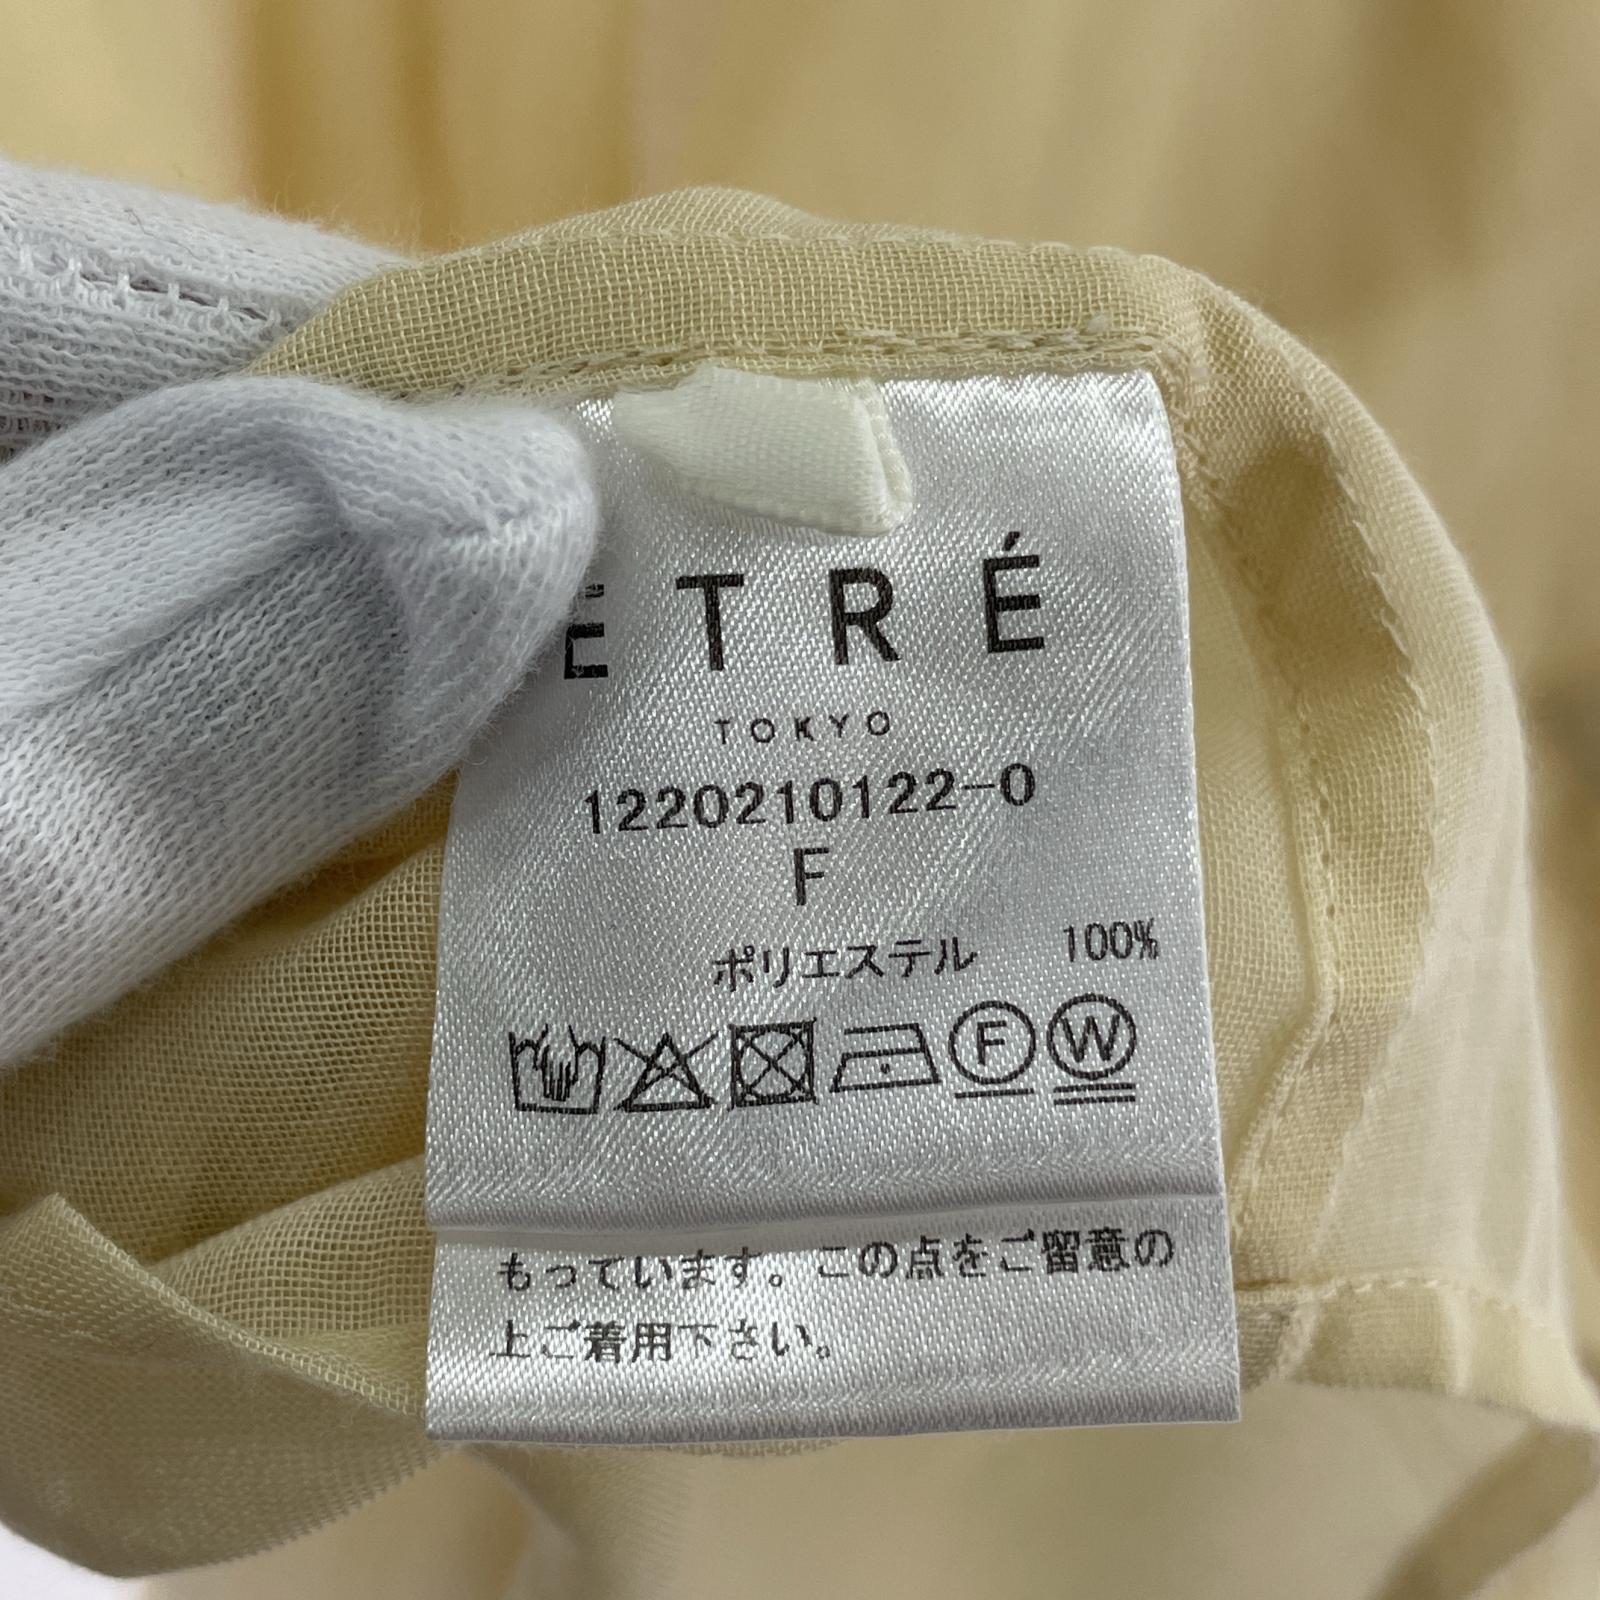 ÉTRÉ
TOKYO
1220210122-0
F
ポリエステル 100%
F W
もっています。この点をご留意の
上ご着用下さい。